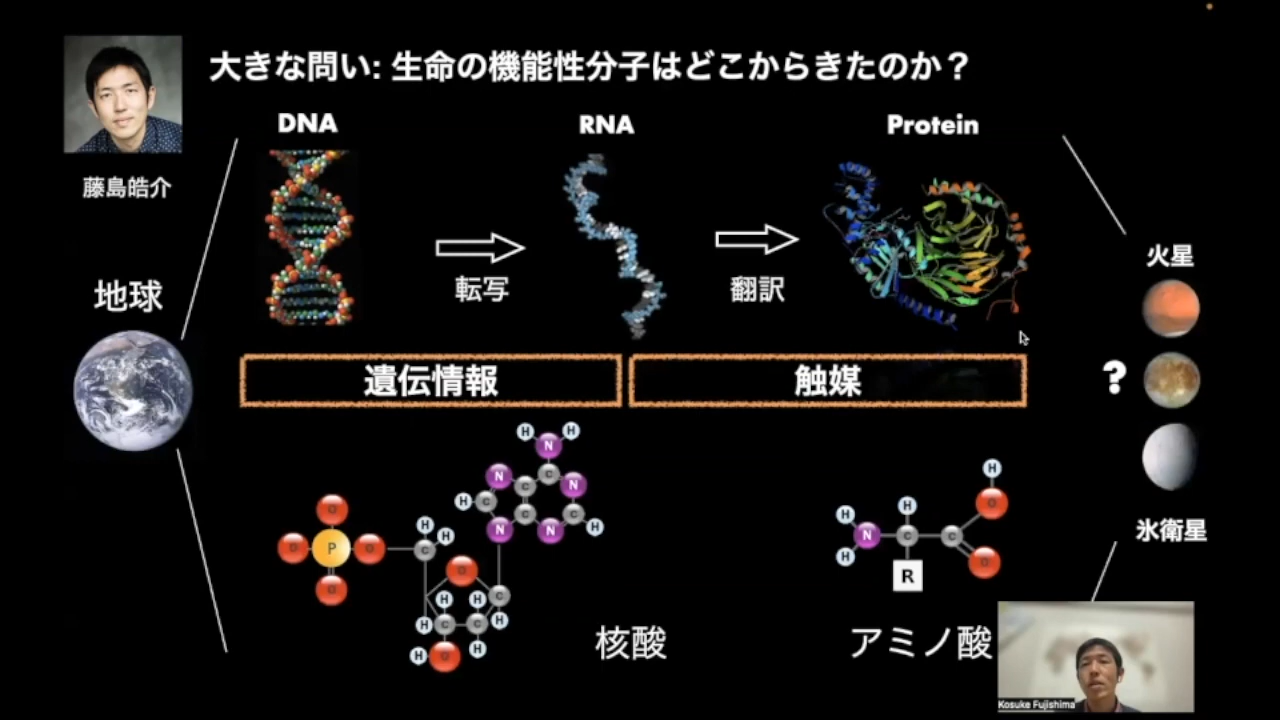 大きな問い: 生命の機能性分子はどこからきたのか？
藤島皓介
DNA
RNA
Protein
転写
翻訳
地球
火星
?
氷衛星
遺伝情報
触媒
H H
N
N C C N
H C C C H
N N
O
O P O C H H
O
O
H H C
H C C H
H O H
核酸
H
H H O
N C C
H R O
アミノ酸
Kosuke Fujishima